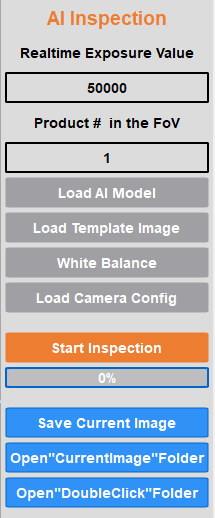 AI Inspection
Realtime Exposure Value
50000
Product # in the FoV
1
Load AI Model
Load Template Image
White Balance
Load Camera Config
Start Inspection
0%
Save Current Image
Open"CurrentImage"Folder
Open"DoubleClick"Folder